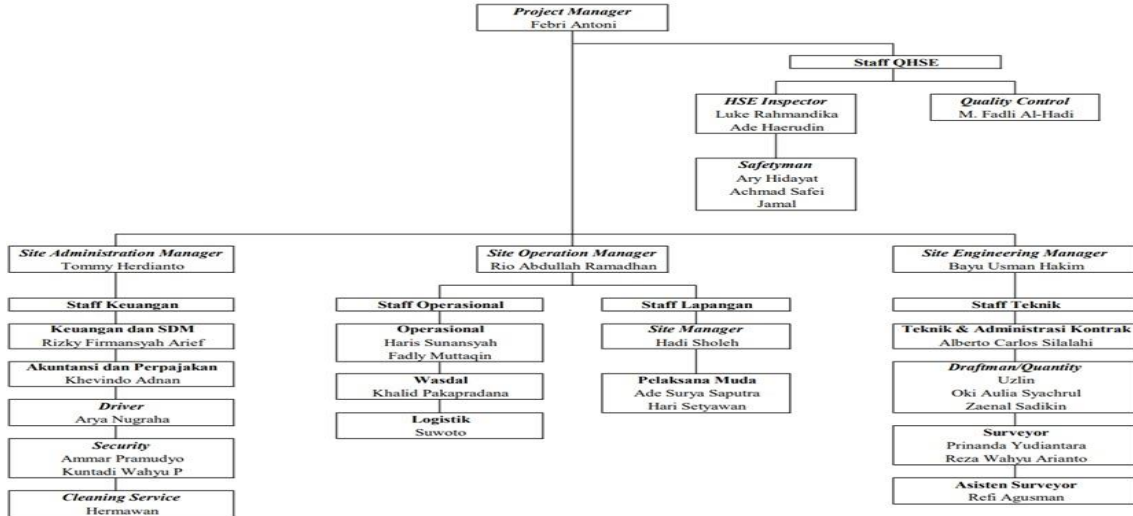 Project Manager
Febri Antoni
Staff QHSE
HSE Inspector
Luke Rahmandika
Ade Haerudin
Quality Control
M. Fadli Al-Hadi
Safetyman
Ary Hidayat
Achmad Safei
Jamal
Site Administration Manager
Tommy Herdianto
Site Operation Manager
Rio Abdullah Ramadhan
Site Engineering Manager
Bayu Usman Hakim
Staff Keuangan
Keuangan dan SDM
Rizky Firmansyah Arief
Akuntansi dan Perpajakan
Khevindo Adnan
Driver
Arya Nugraha
Security
Ammar Pramudyo
Kuntadi Wahyu P
Cleaning Service
Hermawan
Staff Operasional
Operasional
Haris Sunansyah
Fadly Muttaqin
Wasdal
Khalid Pakapradana
Logistik
Suwoto
Staff Lapangan
Site Manager
Hadi Sholeh
Pelaksana Muda
Ade Surya Saputra
Hari Setyawan
Staff Teknik
Teknik & Administrasi Kontrak
Alberto Carlos Silalahi
Draftman/Quantity
Uzlin
Oki Aulia Syachrul
Zaenal Sadikin
Surveyor
Prinanda Yudiantara
Reza Wahyu Arianto
Asisten Surveyor
Refi Agusman